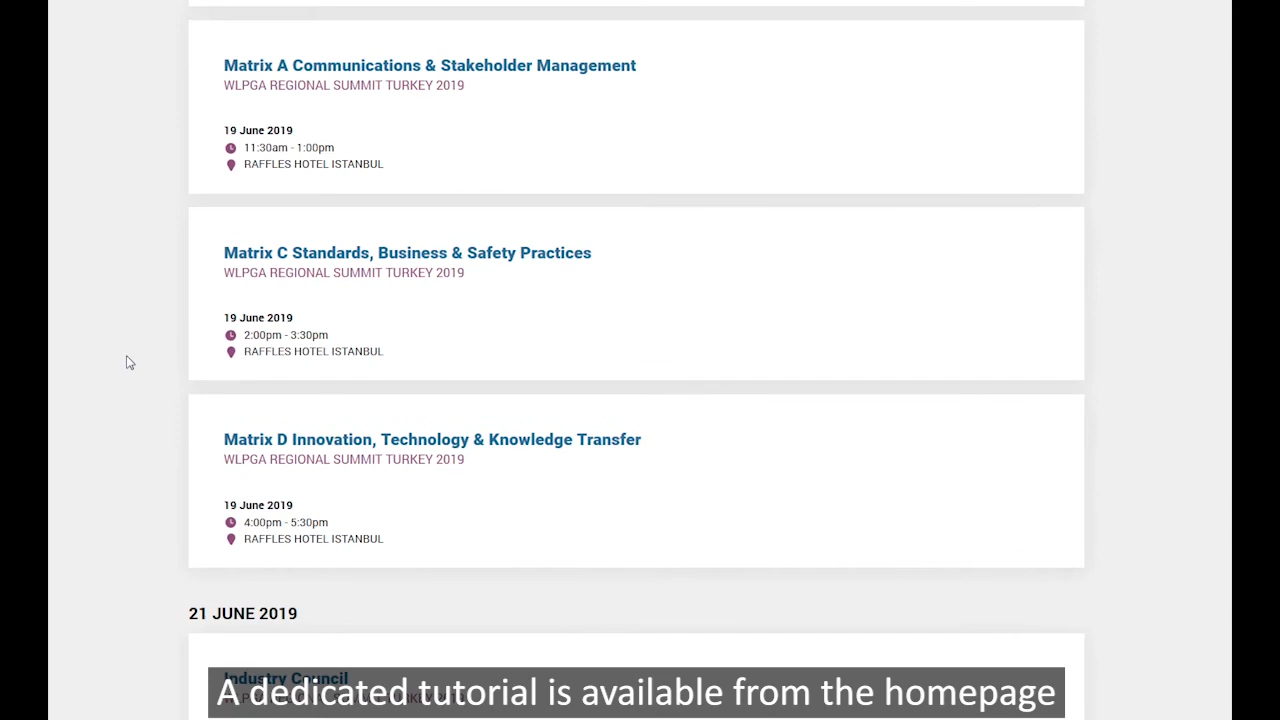 Matrix A Communications & Stakeholder Management
WLPGA REGIONAL SUMMIT TURKEY 2019
19 June 2019
11:30am - 1:00pm
RAFFLES HOTEL ISTANBUL
Matrix C Standards, Business & Safety Practices
WLPGA REGIONAL SUMMIT TURKEY 2019
19 June 2019
2:00pm - 3:30pm
RAFFLES HOTEL ISTANBUL
Matrix D Innovation, Technology & Knowledge Transfer
WLPGA REGIONAL SUMMIT TURKEY 2019
19 June 2019
4:00pm - 5:30pm
RAFFLES HOTEL ISTANBUL
21 JUNE 2019
Industry Council
A dedicated tutorial is available from the homepage